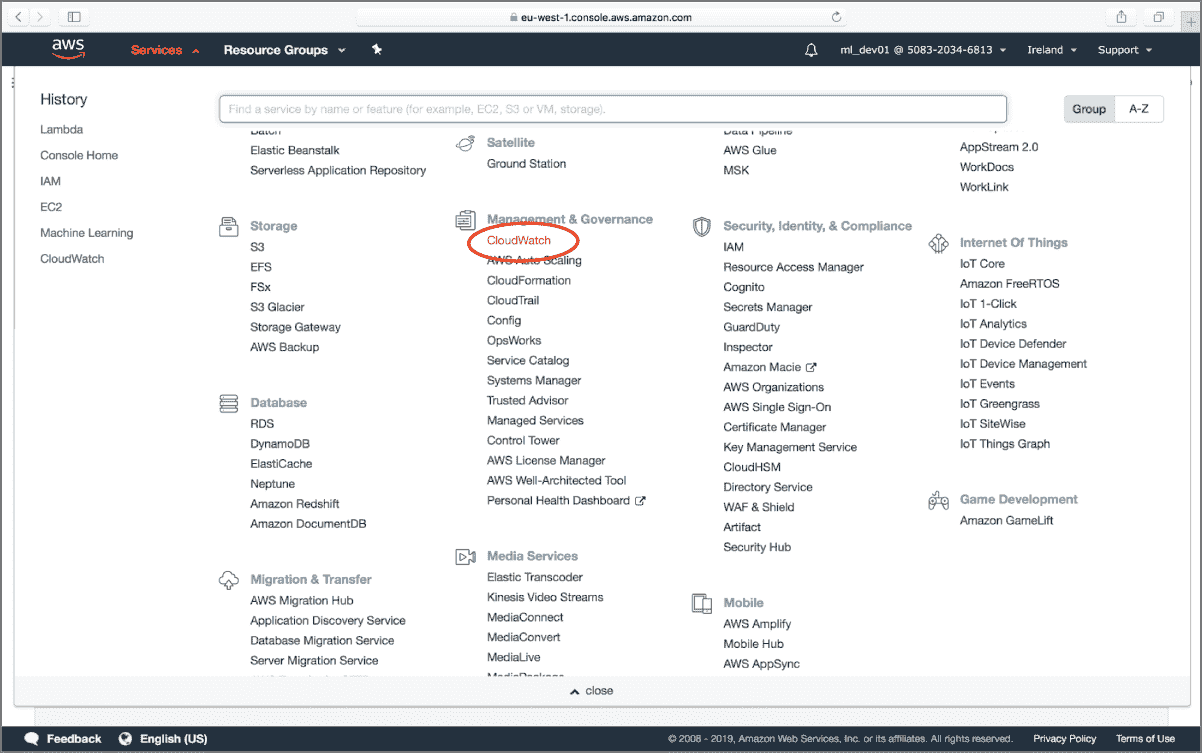 eu-west-1.console.aws.amazon.com
aws
Services
Resource Groups
ml_dev01 @ 5083-2034-6813
Ireland
Support
History
Lambda
Console Home
IAM
EC2
Machine Learning
CloudWatch
Find a service by name or feature (for example, EC2, S3 or VM, storage).
Group
A-Z
Batch
Elastic Beanstalk
Serverless Application Repository
Storage
S3
EFS
FSx
S3 Glacier
Storage Gateway
AWS Backup
Database
RDS
DynamoDB
ElastiCache
Neptune
Amazon Redshift
Amazon DocumentDB
Migration & Transfer
AWS Migration Hub
Application Discovery Service
Database Migration Service
Server Migration Service
Satellite
Ground Station
Management & Governance
CloudWatch
AWS Auto Scaling
CloudFormation
CloudTrail
Config
OpsWorks
Service Catalog
Systems Manager
Trusted Advisor
Managed Services
Control Tower
AWS License Manager
AWS Well-Architected Tool
Personal Health Dashboard
Media Services
Elastic Transcoder
Kinesis Video Streams
MediaConnect
MediaConvert
MediaLive
MediaPackage
Data Pipeline
AWS Glue
MSK
Security, Identity, & Compliance
IAM
Resource Access Manager
Cognito
Secrets Manager
GuardDuty
Inspector
Amazon Macie
AWS Organizations
AWS Single Sign-On
Certificate Manager
Key Management Service
CloudHSM
Directory Service
WAF & Shield
Artifact
Security Hub
Mobile
AWS Amplify
Mobile Hub
AWS AppSync
AppStream 2.0
WorkDocs
WorkLink
Internet Of Things
IoT Core
Amazon FreeRTOS
IoT 1-Click
IoT Analytics
IoT Device Defender
IoT Device Management
IoT Events
IoT Greengrass
IoT SiteWise
IoT Things Graph
Game Development
Amazon GameLift
close
Feedback
English (US)
© 2008 - 2019, Amazon Web Services, Inc. or its affiliates. All rights reserved.
Privacy Policy
Terms of Use